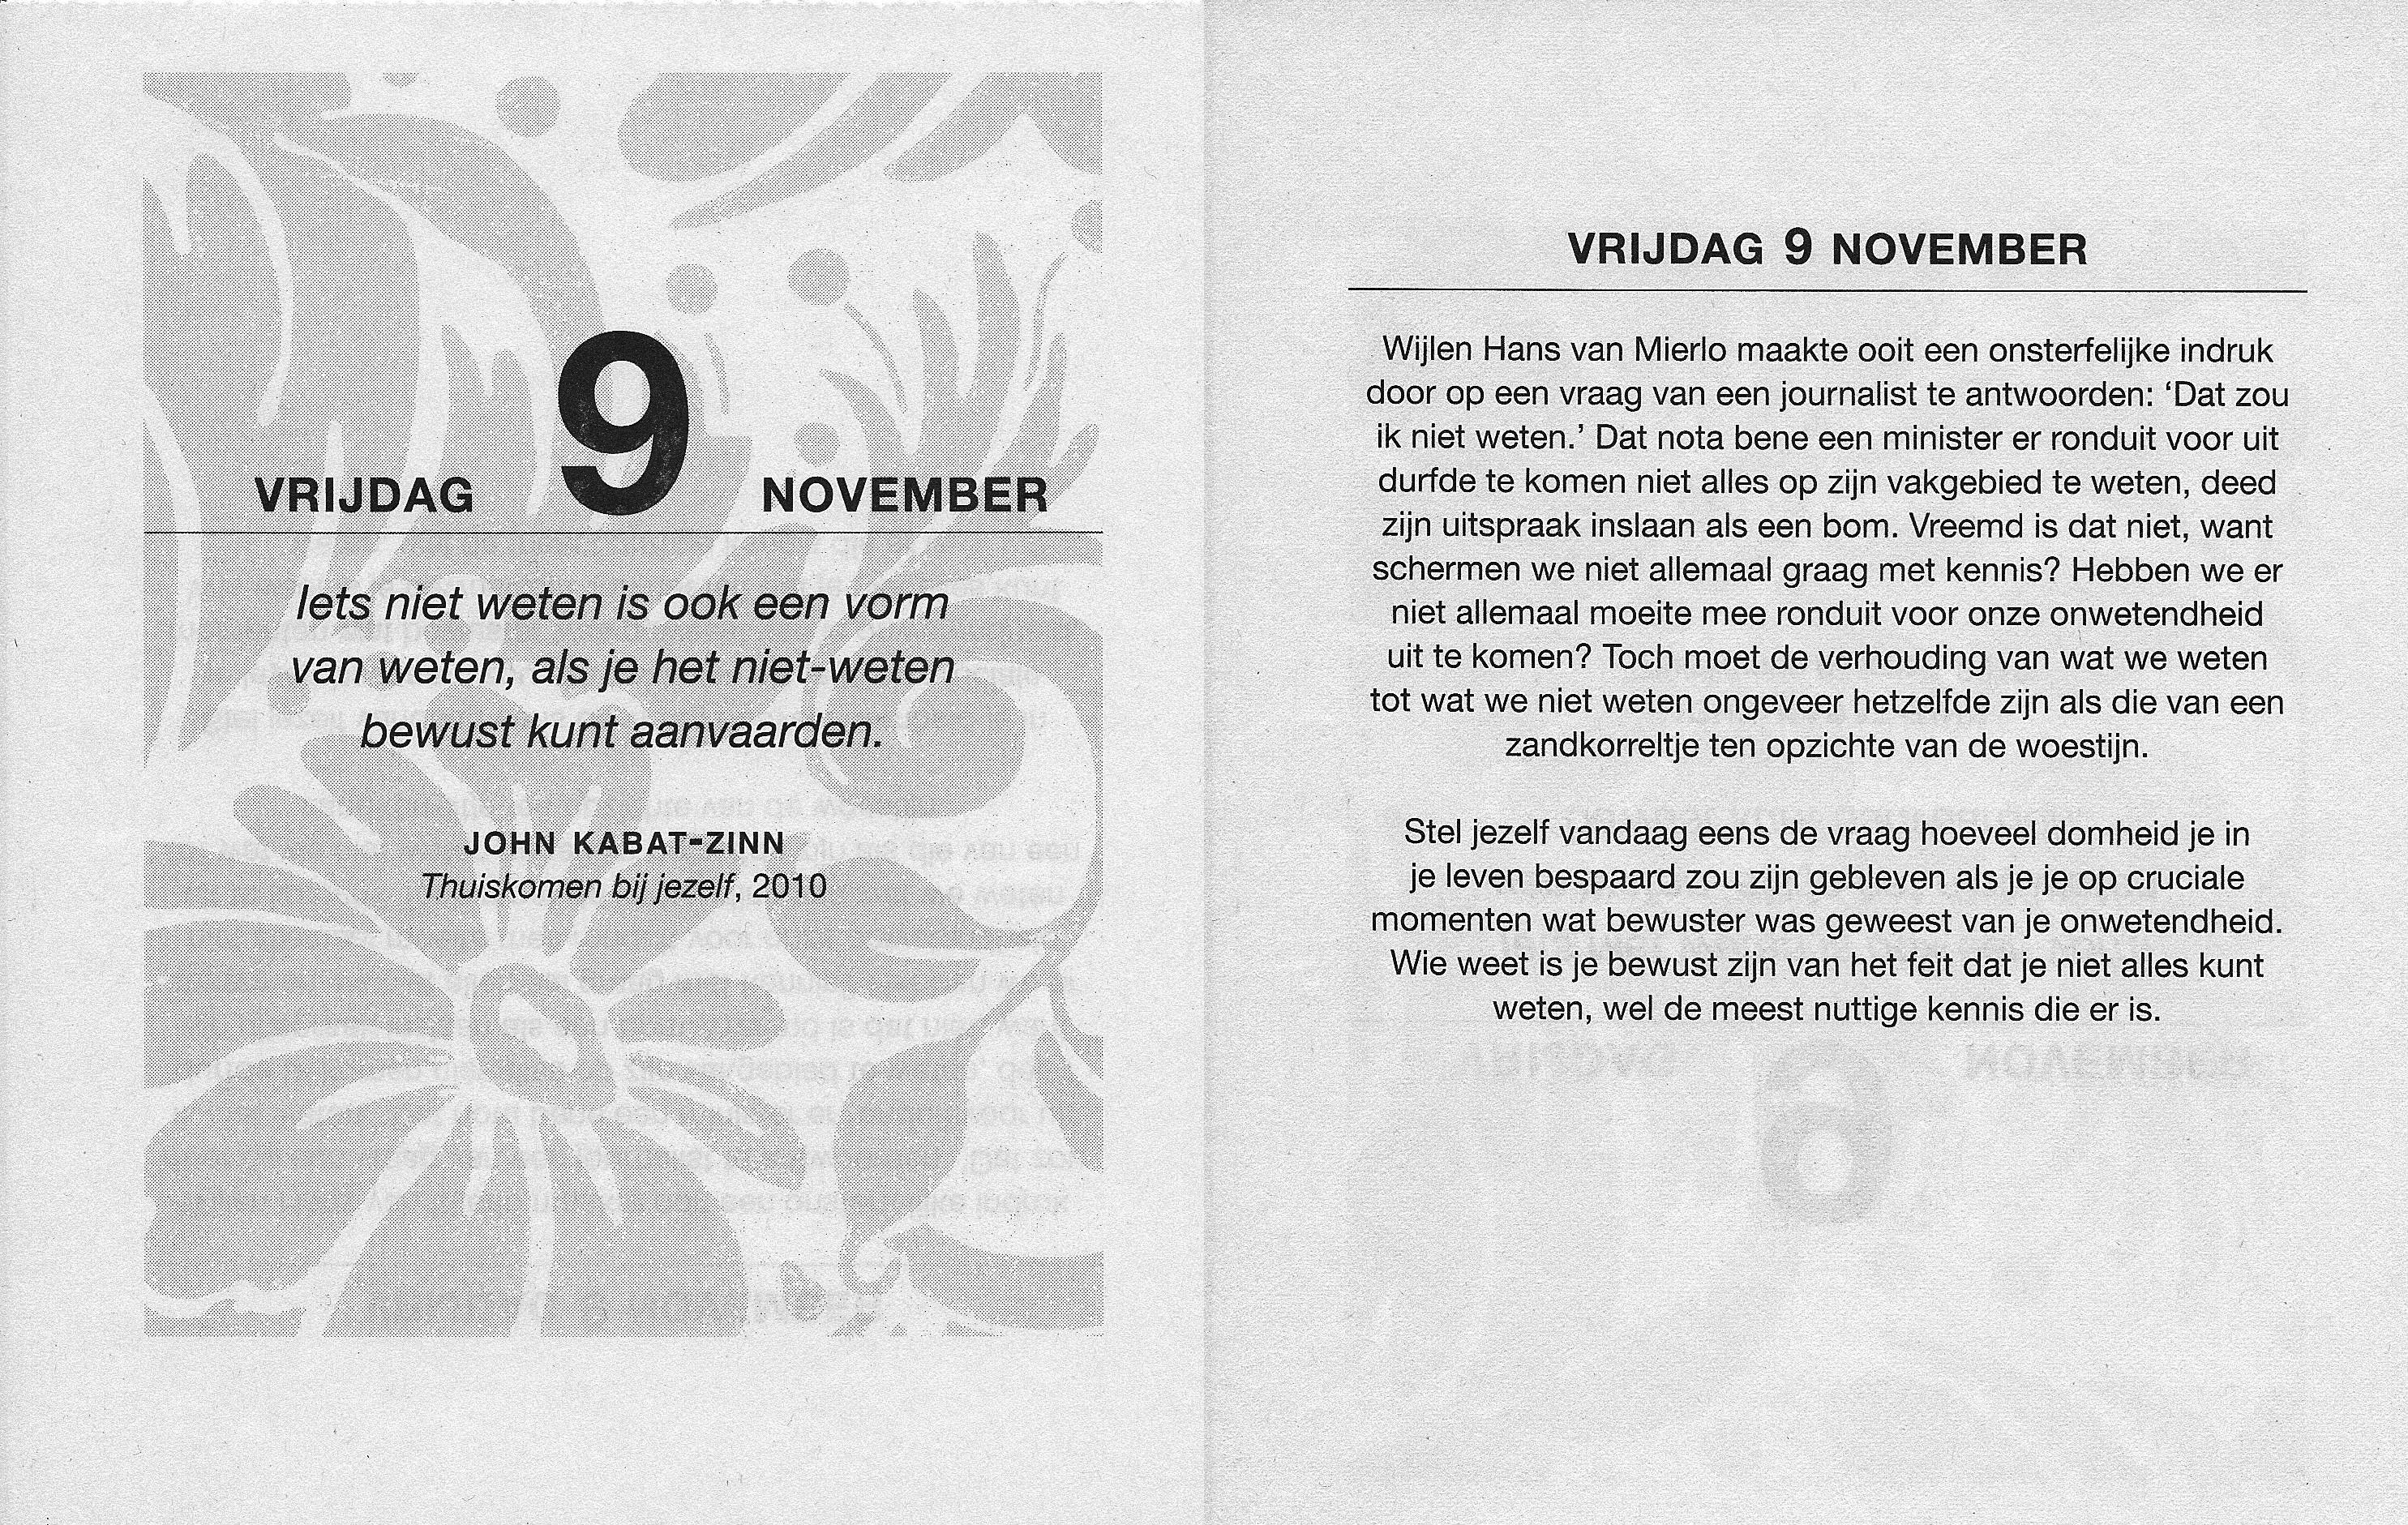 VRIJDAG 9 NOVEMBER
Iets niet weten is ook een vorm
van weten, als je het niet-weten
bewust kunt aanvaarden.
JOHN KABAT-ZINN
Thuiskomen bij jezelf, 2010
VRIJDAG 9 NOVEMBER
Wijlen Hans van Mierlo maakte ooit een onsterfelijke indruk
door op een vraag van een journalist te antwoorden: ‘Dat zou
ik niet weten.’ Dat nota bene een minister er ronduit voor uit
durfde te komen niet alles op zijn vakgebied te weten, deed
zijn uitspraak inslaan als een bom. Vreemd is dat niet, want
schermen we niet allemaal graag met kennis? Hebben we er
niet allemaal moeite mee ronduit voor onze onwetendheid
uit te komen? Toch moet de verhouding van wat we weten
tot wat we niet weten ongeveer hetzelfde zijn als die van een
zandkorreltje ten opzichte van de woestijn.
Stel jezelf vandaag eens de vraag hoeveel domheid je in
je leven bespaard zou zijn gebleven als je je op cruciale
momenten wat bewuster was geweest van je onwetendheid.
Wie weet is je bewust zijn van het feit dat je niet alles kunt
weten, wel de meest nuttige kennis die er is.